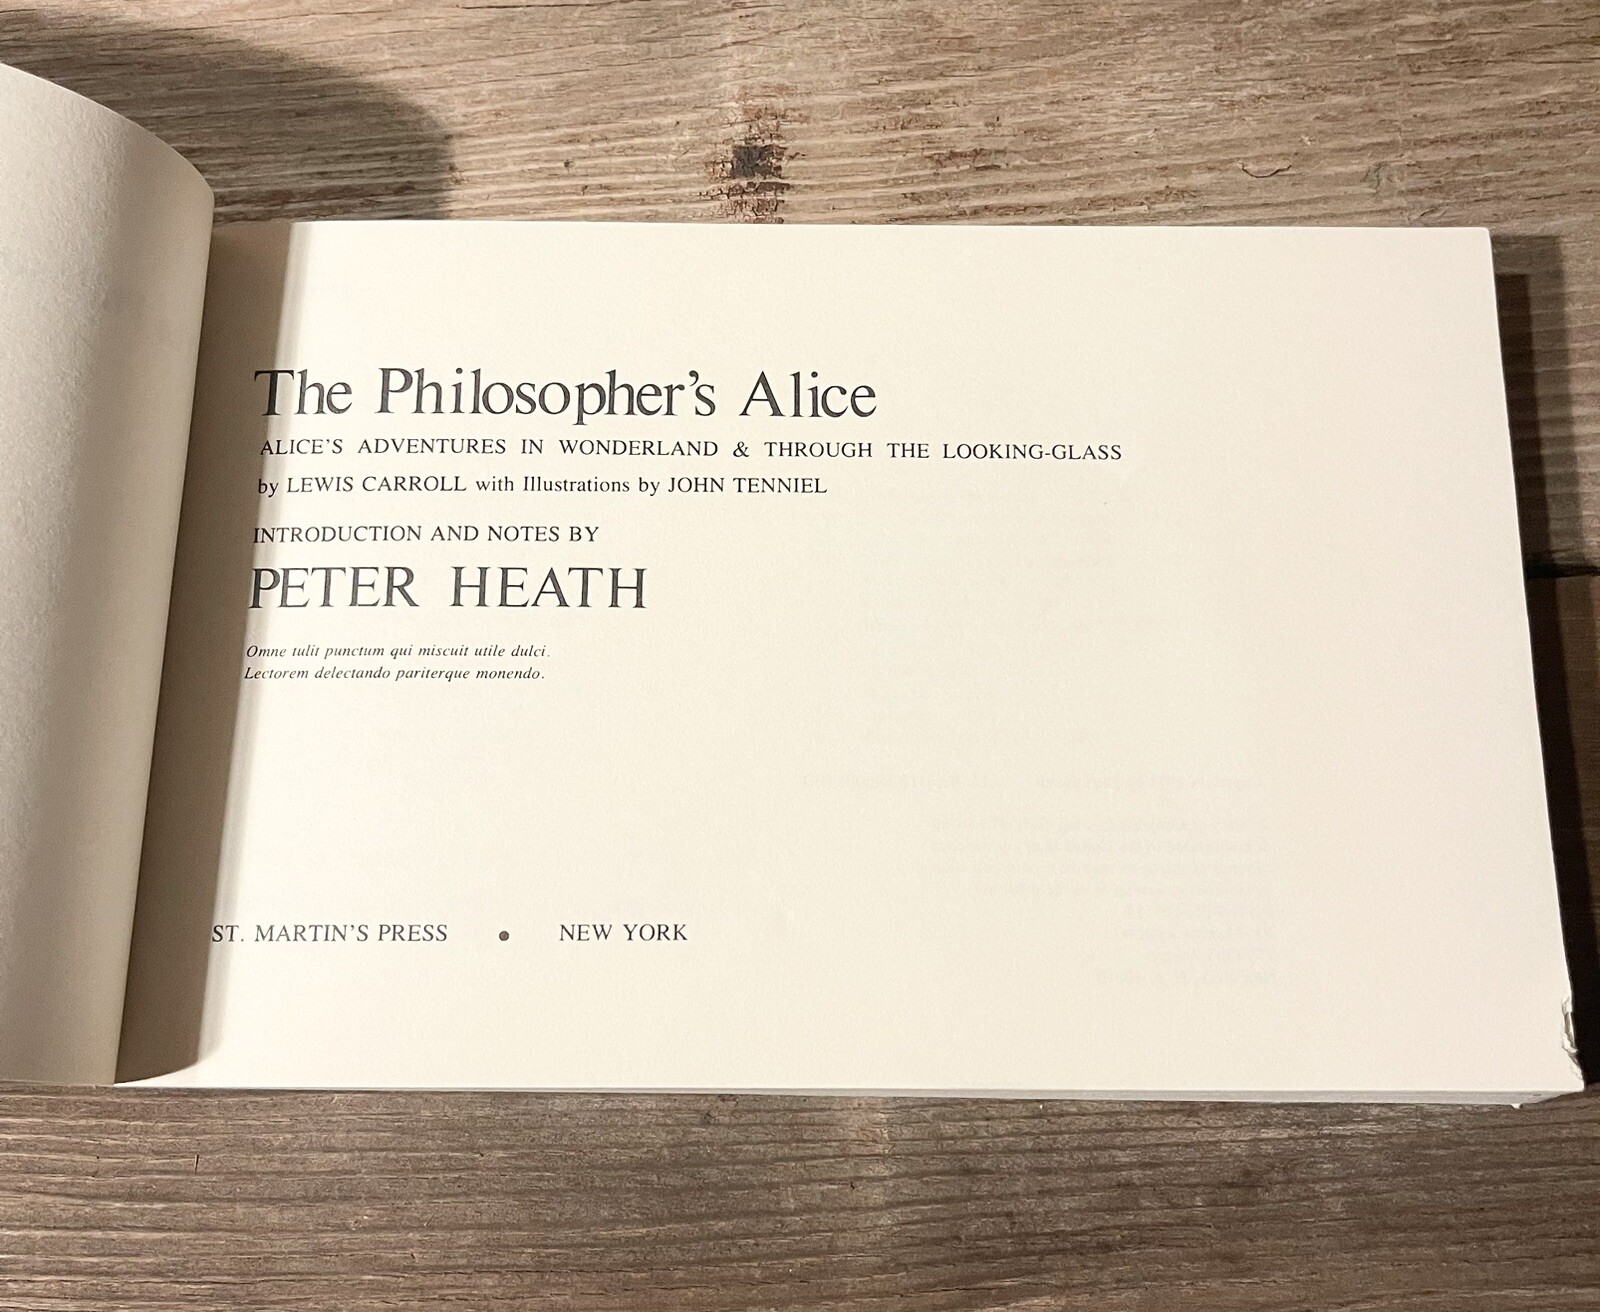 The Philosopher's Alice
ALICE'S ADVENTURES IN WONDERLAND & THROUGH THE LOOKING-GLASS
by LEWIS CARROLL with Illustrations by JOHN TENNIEL
INTRODUCTION AND NOTES BY
PETER HEATH
Omne tulit punctum qui miscuit utile dulci.
Lectorem delectando pariterque monendo.
ST. MARTIN'S PRESS • NEW YORK